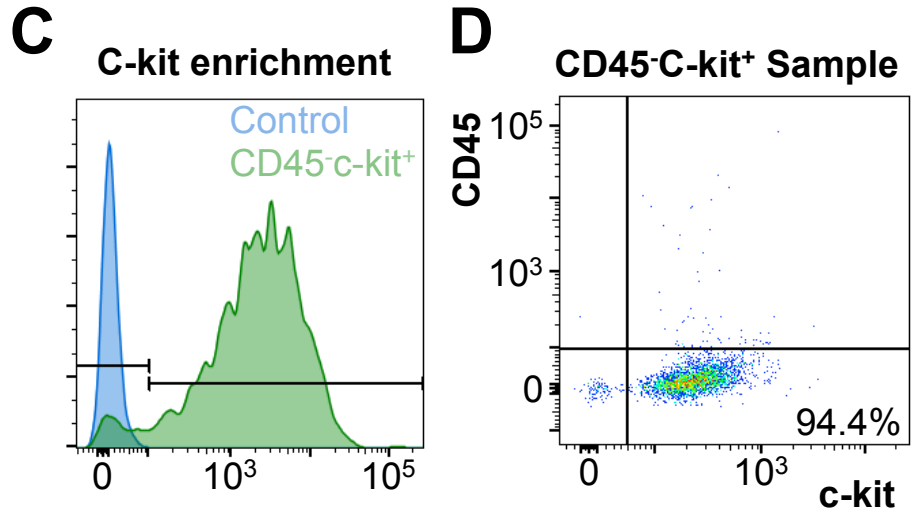 C
C-kit enrichment
Control
CD45⁻c-kit⁺
0
10³
10⁵
D
CD45⁻C-kit⁺ Sample
CD45
10⁵
10³
0
94.4%
0
10³
c-kit